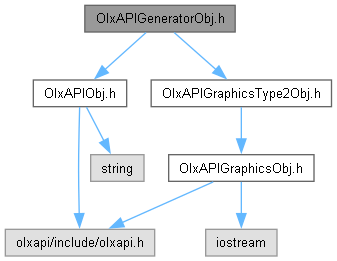 OlxAPIGeneratorObj.h
OlxAPIObj.h
OlxAPIGraphicsType2Obj.h
string
OlxAPIGraphicsObj.h
olxapi/include/olxapi.h
iostream